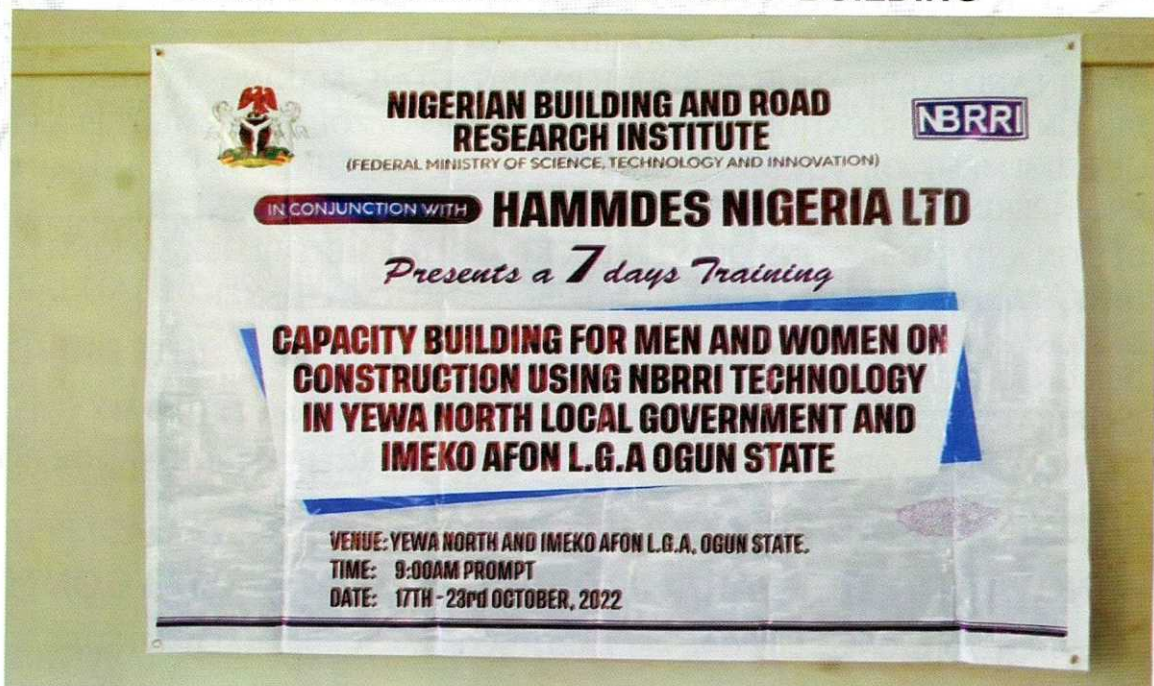 BUILDING
NIGERIAN BUILDING AND ROAD
RESEARCH INSTITUTE
(FEDERAL MINISTRY OF SCIENCE, TECHNOLOGY AND INNOVATION)
NBRRI
IN CONJUNCTION WITH HAMMDES NIGERIA LTD
Presents a 7 days Training
CAPACITY BUILDING FOR MEN AND WOMEN ON
CONSTRUCTION USING NBRRI TECHNOLOGY
IN YEWA NORTH LOCAL GOVERNMENT AND
IMEKO AFON L.G.A OGUN STATE
VENUE: YEWA NORTH AND IMEKO AFON L.G.A, OGUN STATE.
TIME: 9:00AM PROMPT
DATE: 17TH - 23rd OCTOBER, 2022